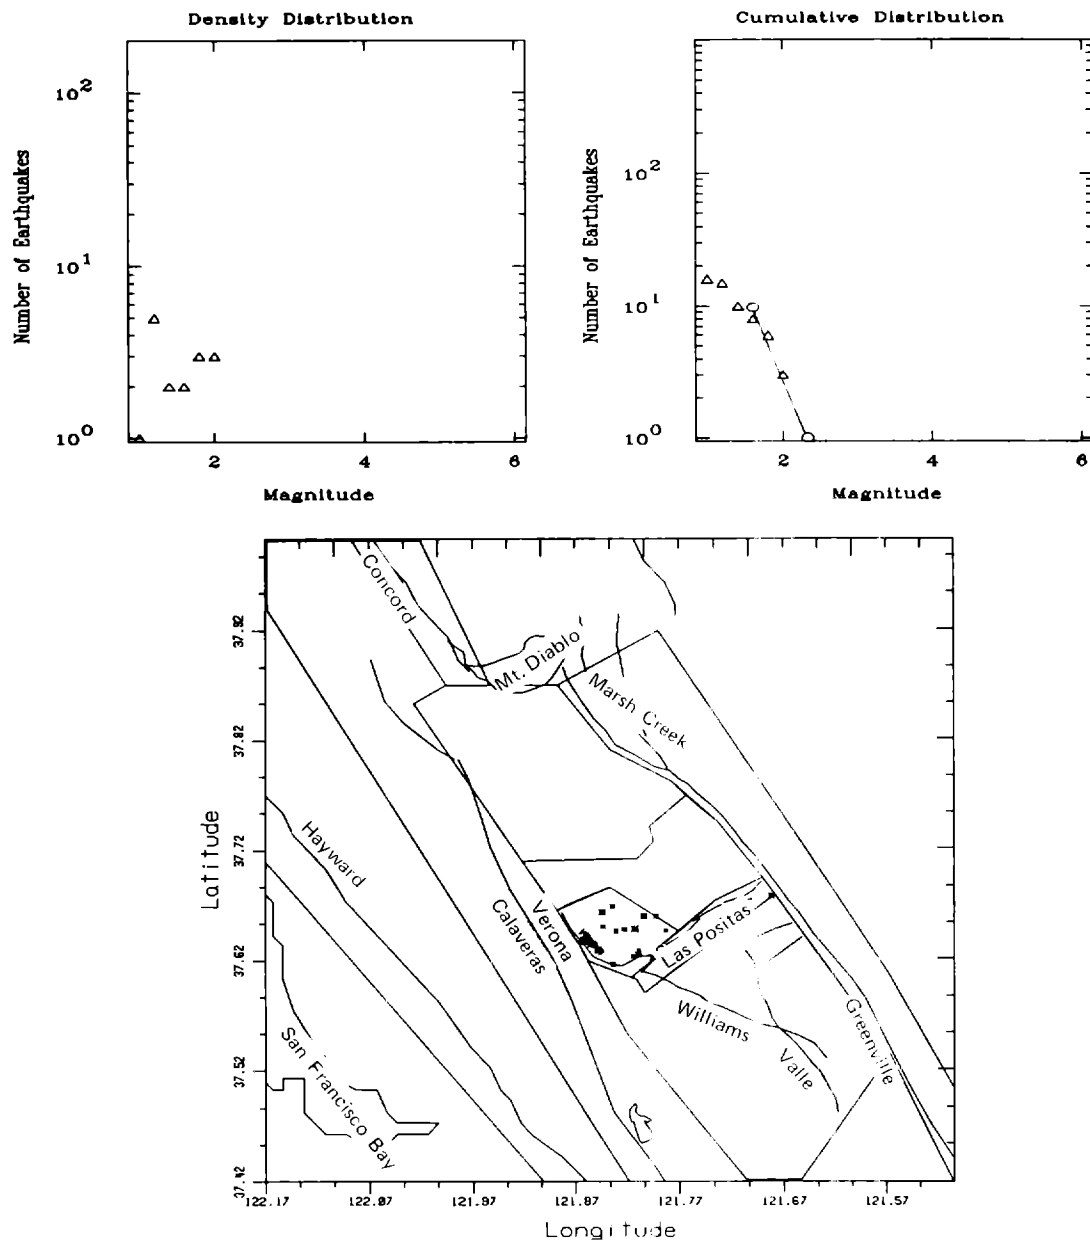 Density Distribution
Number of Earthquakes
10^2
10^1
10^0
2
4
6
Magnitude
Cumulative Distribution
Number of Earthquakes
10^2
10^1
10^0
2
4
6
Magnitude
Concord
Mt. Diablo
Marsh Creek
Hayward
Calaveras
Verona
Las Positas
Williams
Valle
Greenville
San Francisco Bay
Latitude
37.92
37.82
37.72
37.62
37.52
37.42
122.17
122.07
121.97
121.87
121.77
121.67
121.57
Longitude